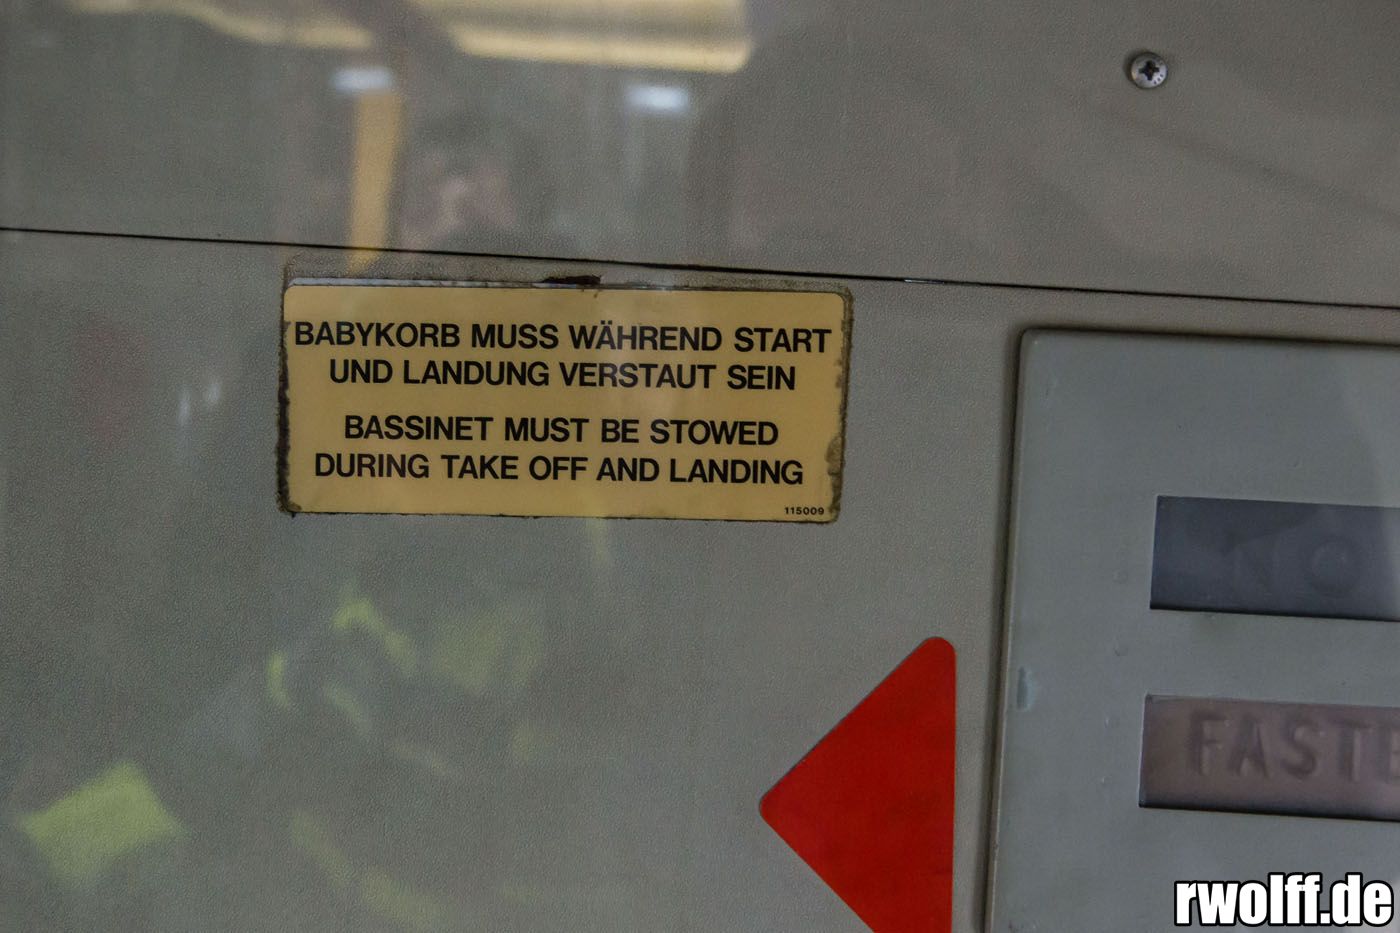 BABYKORB MUSS WÄHREND START
UND LANDUNG VERSTAUT SEIN
BASSINET MUST BE STOWED
DURING TAKE OFF AND LANDING
115009
rwolff.de